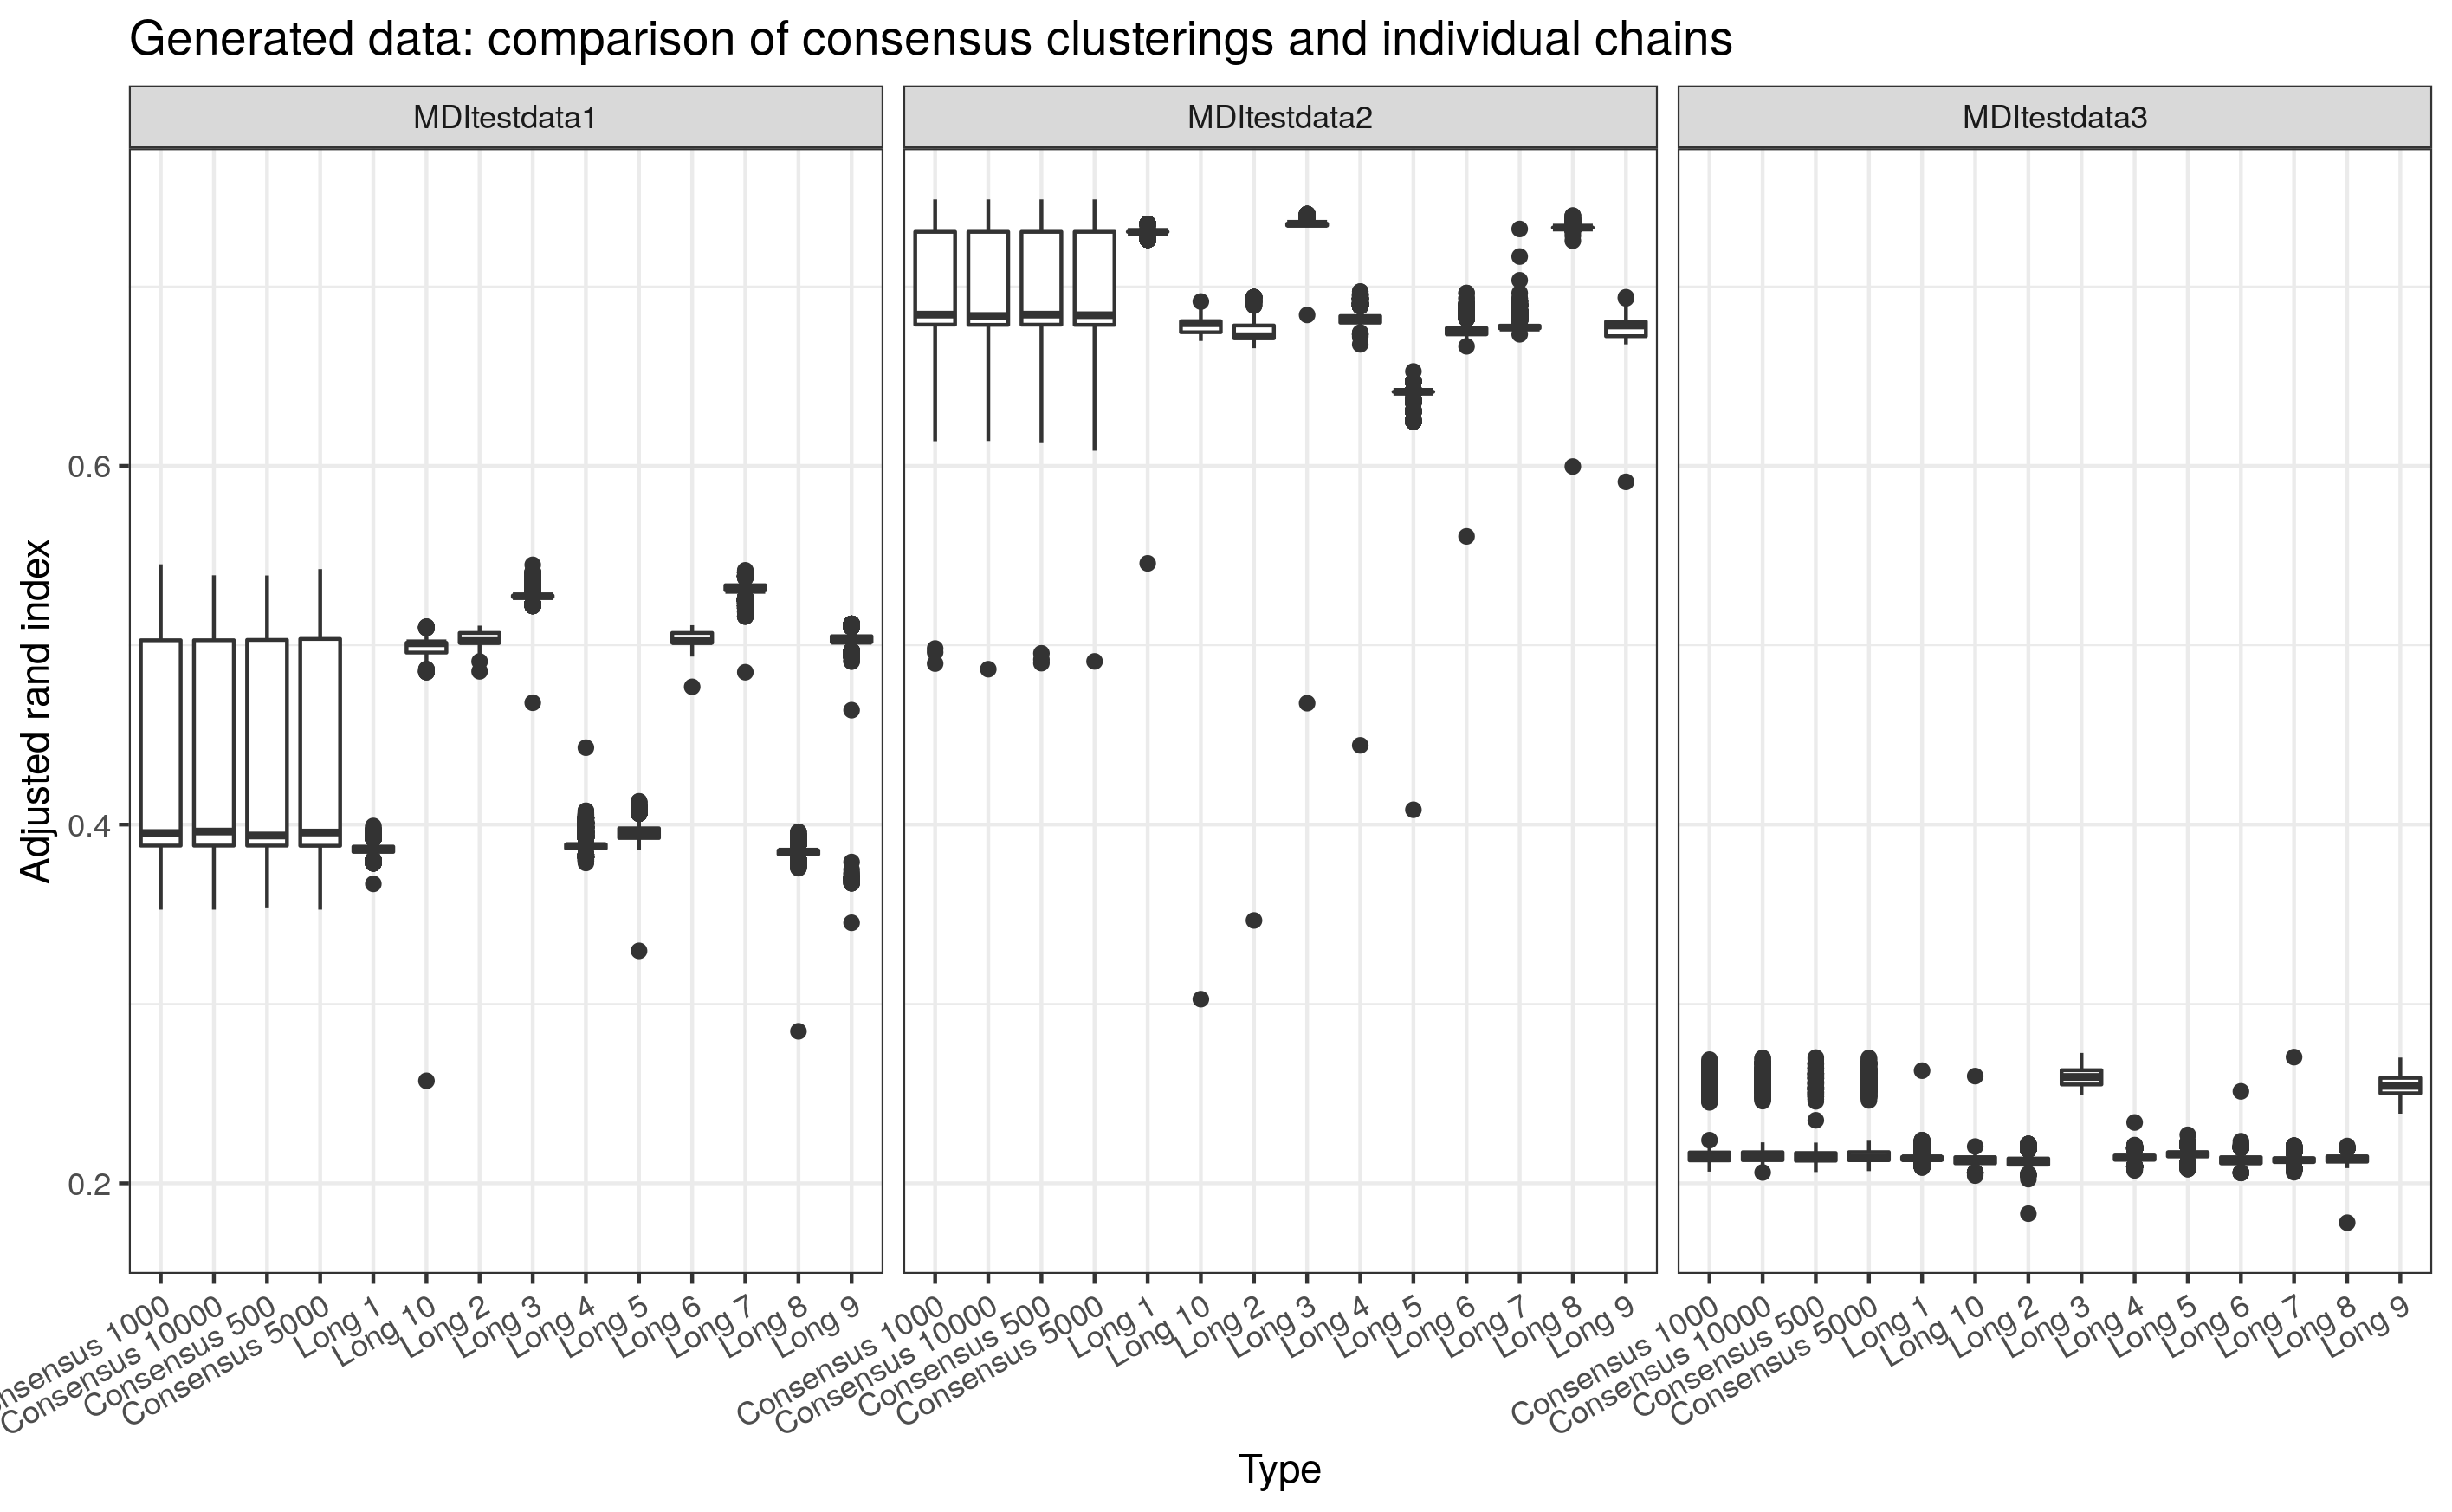 Generated data: comparison of consensus clusterings and individual chains
MDItestdata1
MDItestdata2
MDItestdata3
Adjusted rand index
0.6
0.4
0.2
nsensus 1000
Consensus 10000
Consensus 500
Consensus 5000
Long 1
Long 10
Long 2
Long 3
Long 4
Long 5
Long 6
Long 7
Long 8
Long 9
Consensus 1000
Consensus 10000
Consensus 500
Consensus 5000
Long 1
Long 10
Long 2
Long 3
Long 4
Long 5
Long 6
Long 7
Long 8
Long 9
Consensus 1000
Consensus 10000
Consensus 500
Consensus 5000
Long 1
Long 10
Long 2
Long 3
Long 4
Long 5
Long 6
Long 7
Long 8
Long 9
Type